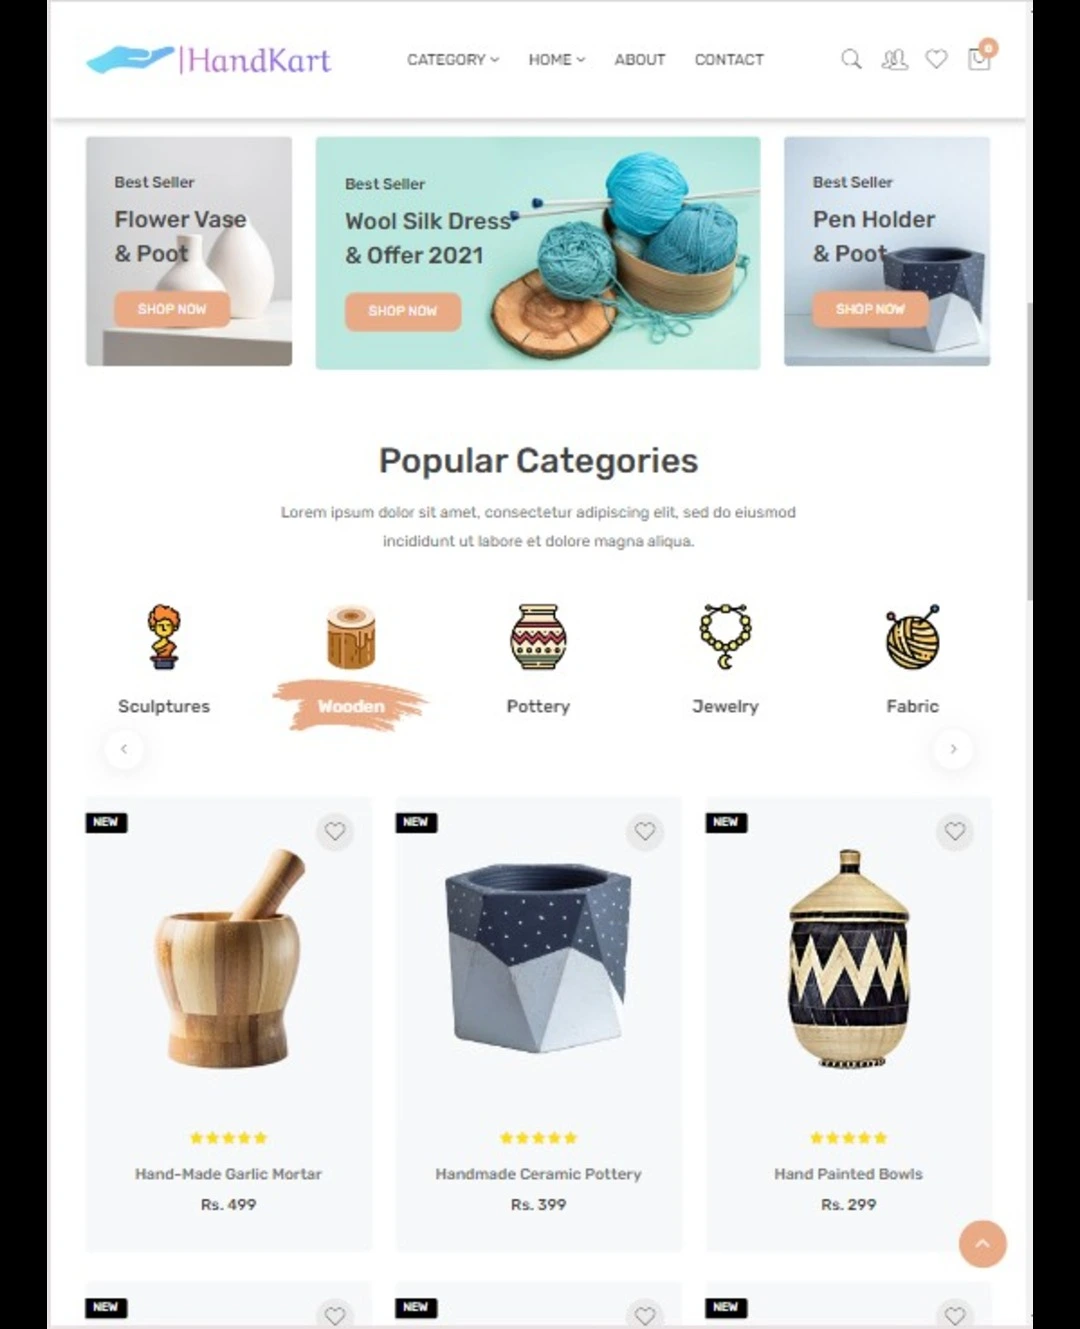 |HandKart
CATEGORY
HOME
ABOUT
CONTACT
0
Best Seller
Flower Vase
& Poot
SHOP NOW
Best Seller
Wool Silk Dress
& Offer 2021
SHOP NOW
Best Seller
Pen Holder
& Poot
SHOP NOW
Popular Categories
Lorem ipsum dolor sit amet, consectetur adipiscing elit, sed do eiusmod
incididunt ut labore et dolore magna aliqua.
Sculptures
Wooden
Pottery
Jewelry
Fabric
NEW
NEW
NEW
Hand-Made Garlic Mortar
Rs. 499
Handmade Ceramic Pottery
Rs. 399
Hand Painted Bowls
Rs. 299
NEW
NEW
NEW